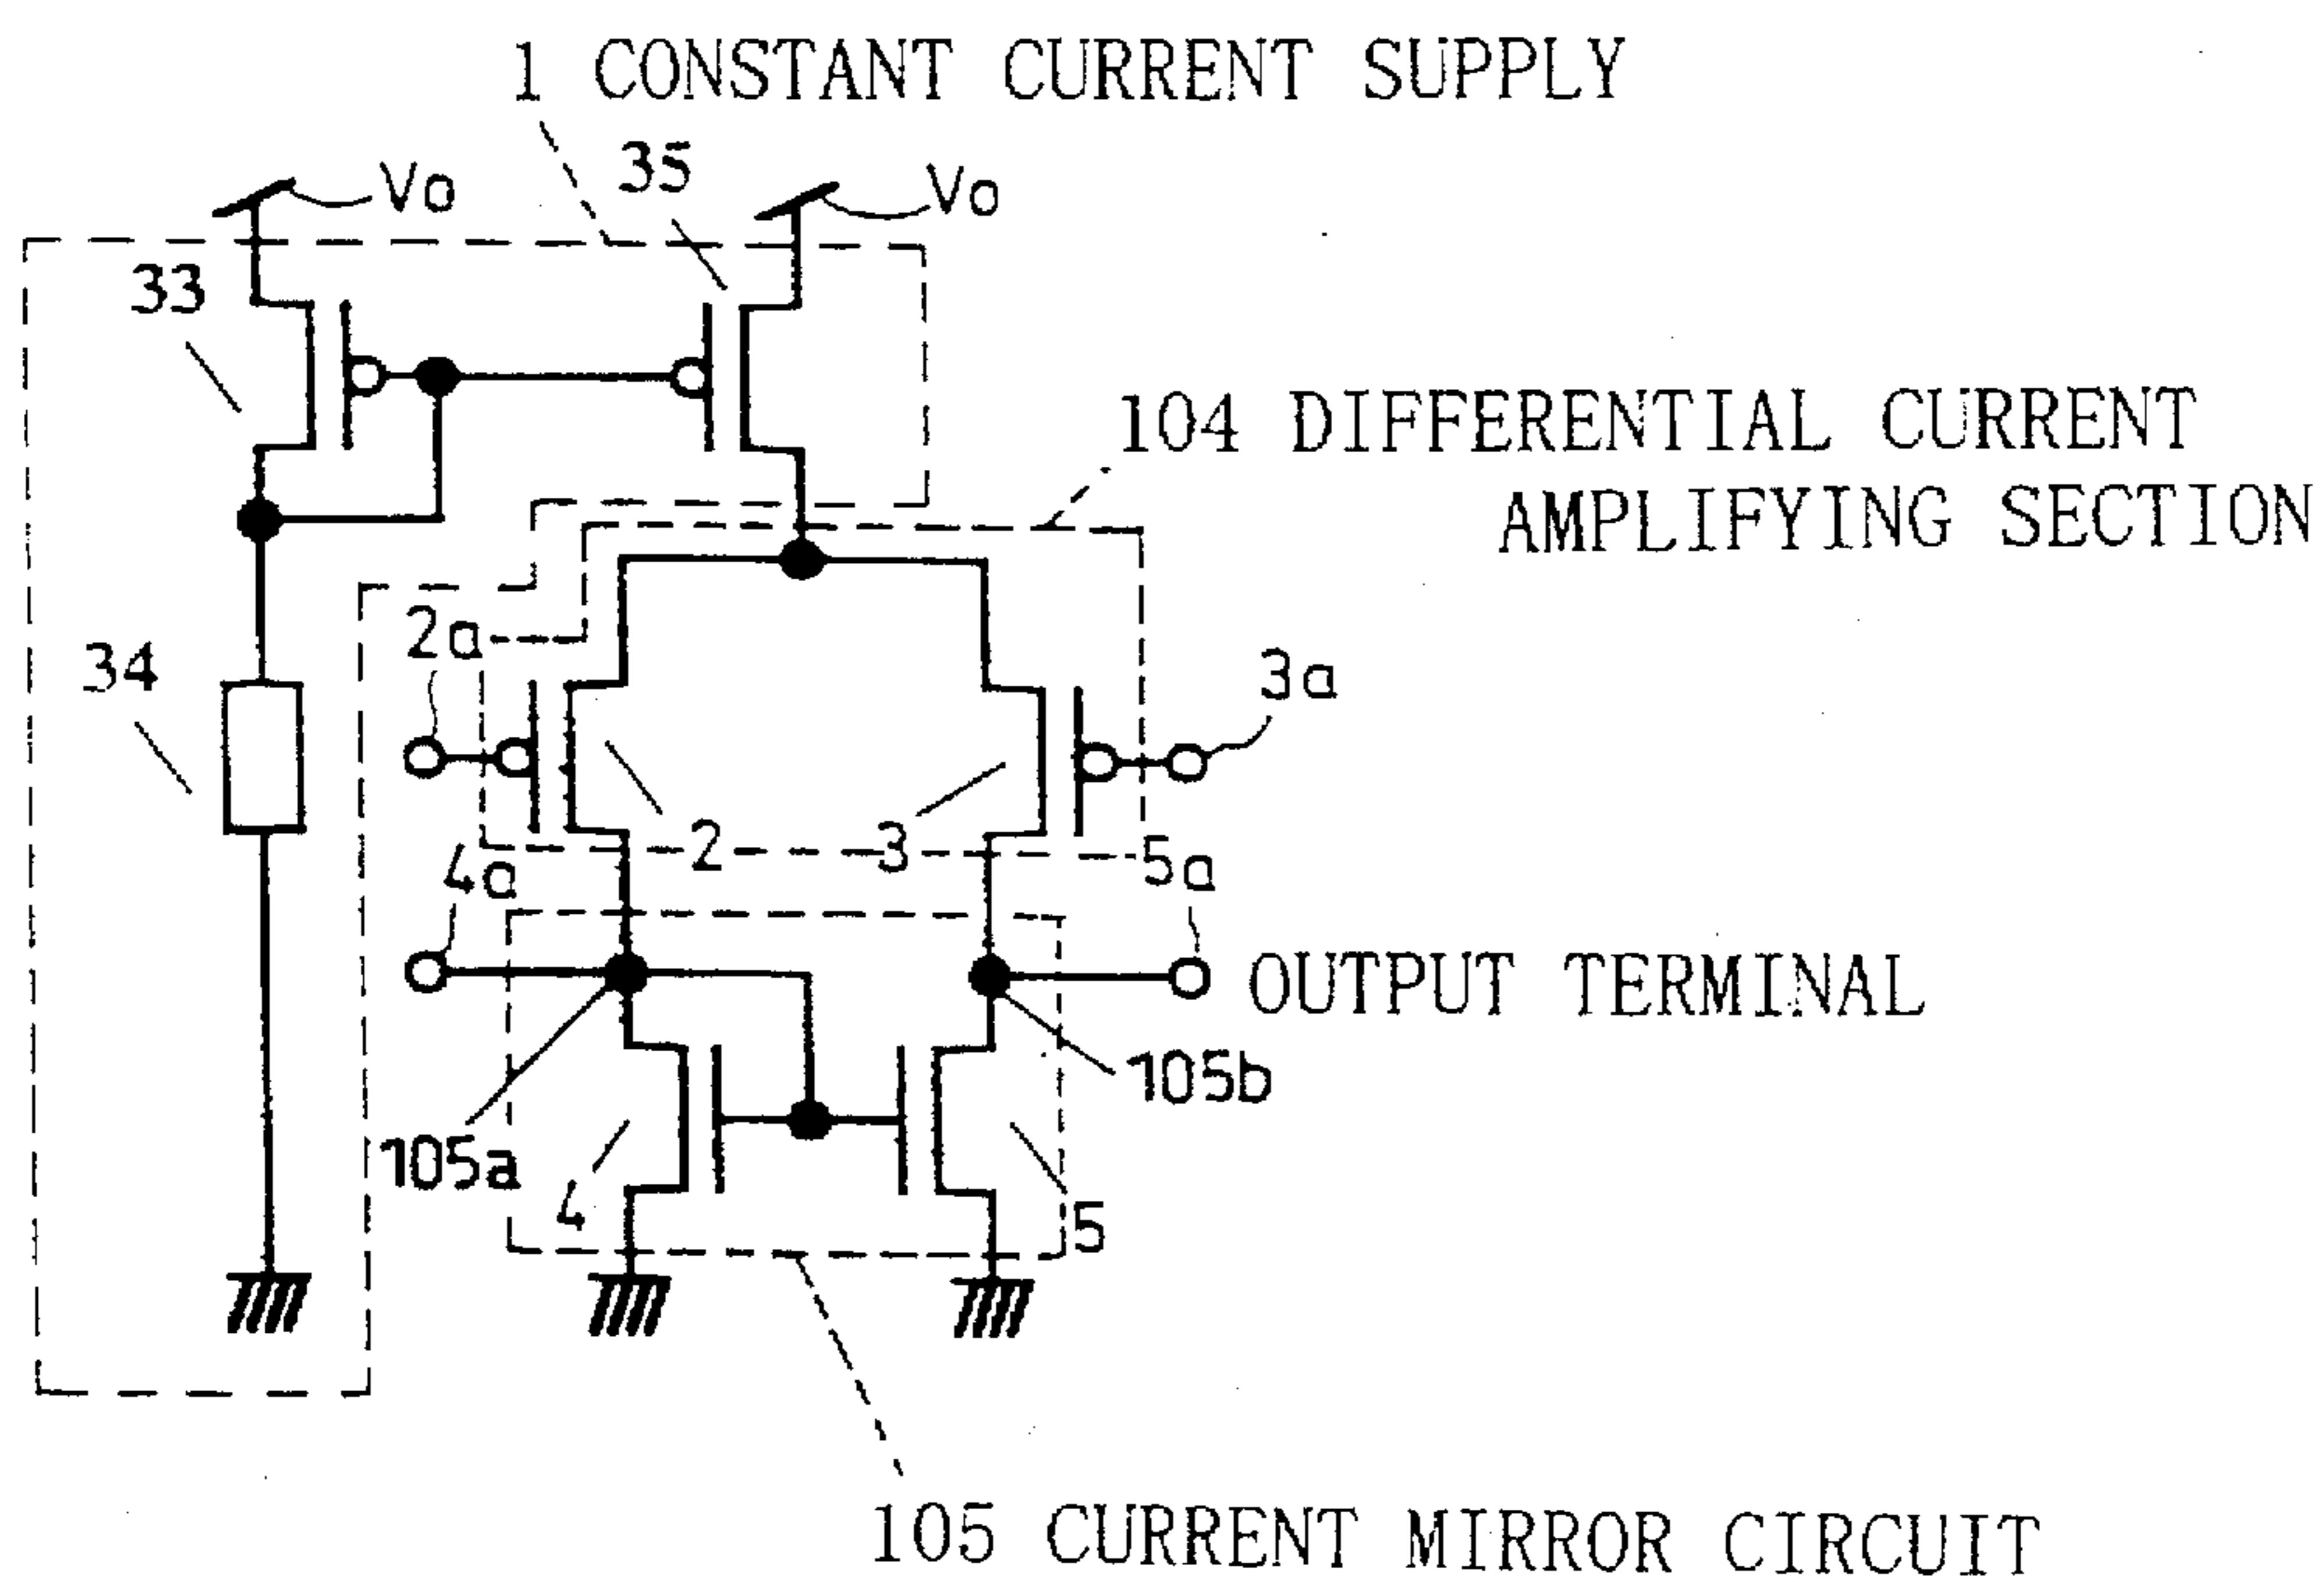 1 CONSTANT CURRENT SUPPLY
35
Vo
Vo
33
104 DIFFERENTIAL CURRENT
AMPLIFYING SECTION
2a
34
3a
2
3
5a
4a
OUTPUT TERMINAL
105b
105a
4
5
105 CURRENT MIRROR CIRCUIT